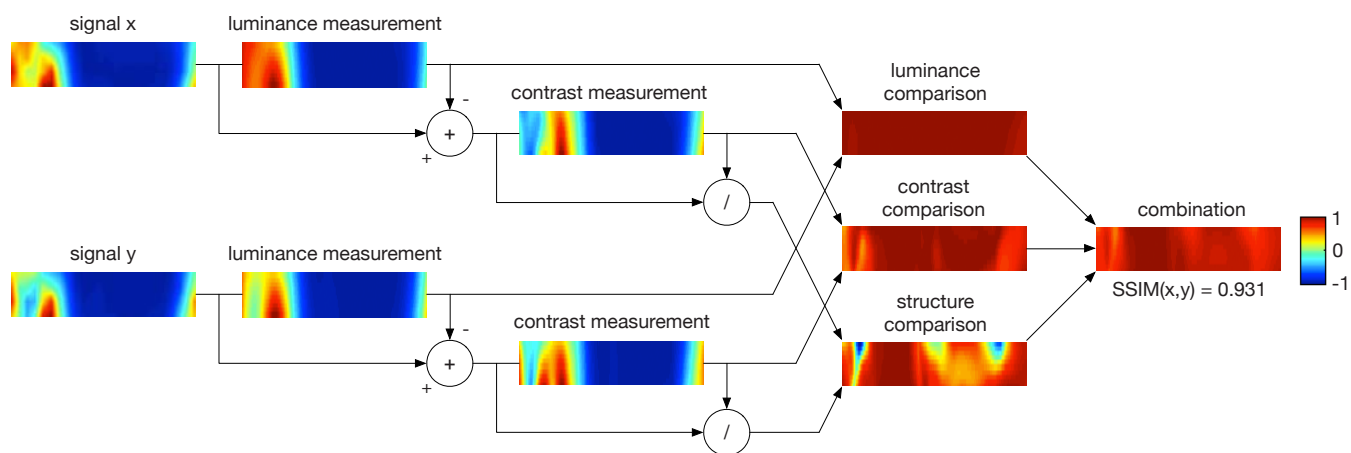 signal x
luminance measurement
-
+
+
contrast measurement
/
luminance
comparison
contrast
comparison
structure
comparison
combination
SSIM(x,y) = 0.931
1
0
-1
signal y
luminance measurement
-
+
+
contrast measurement
/